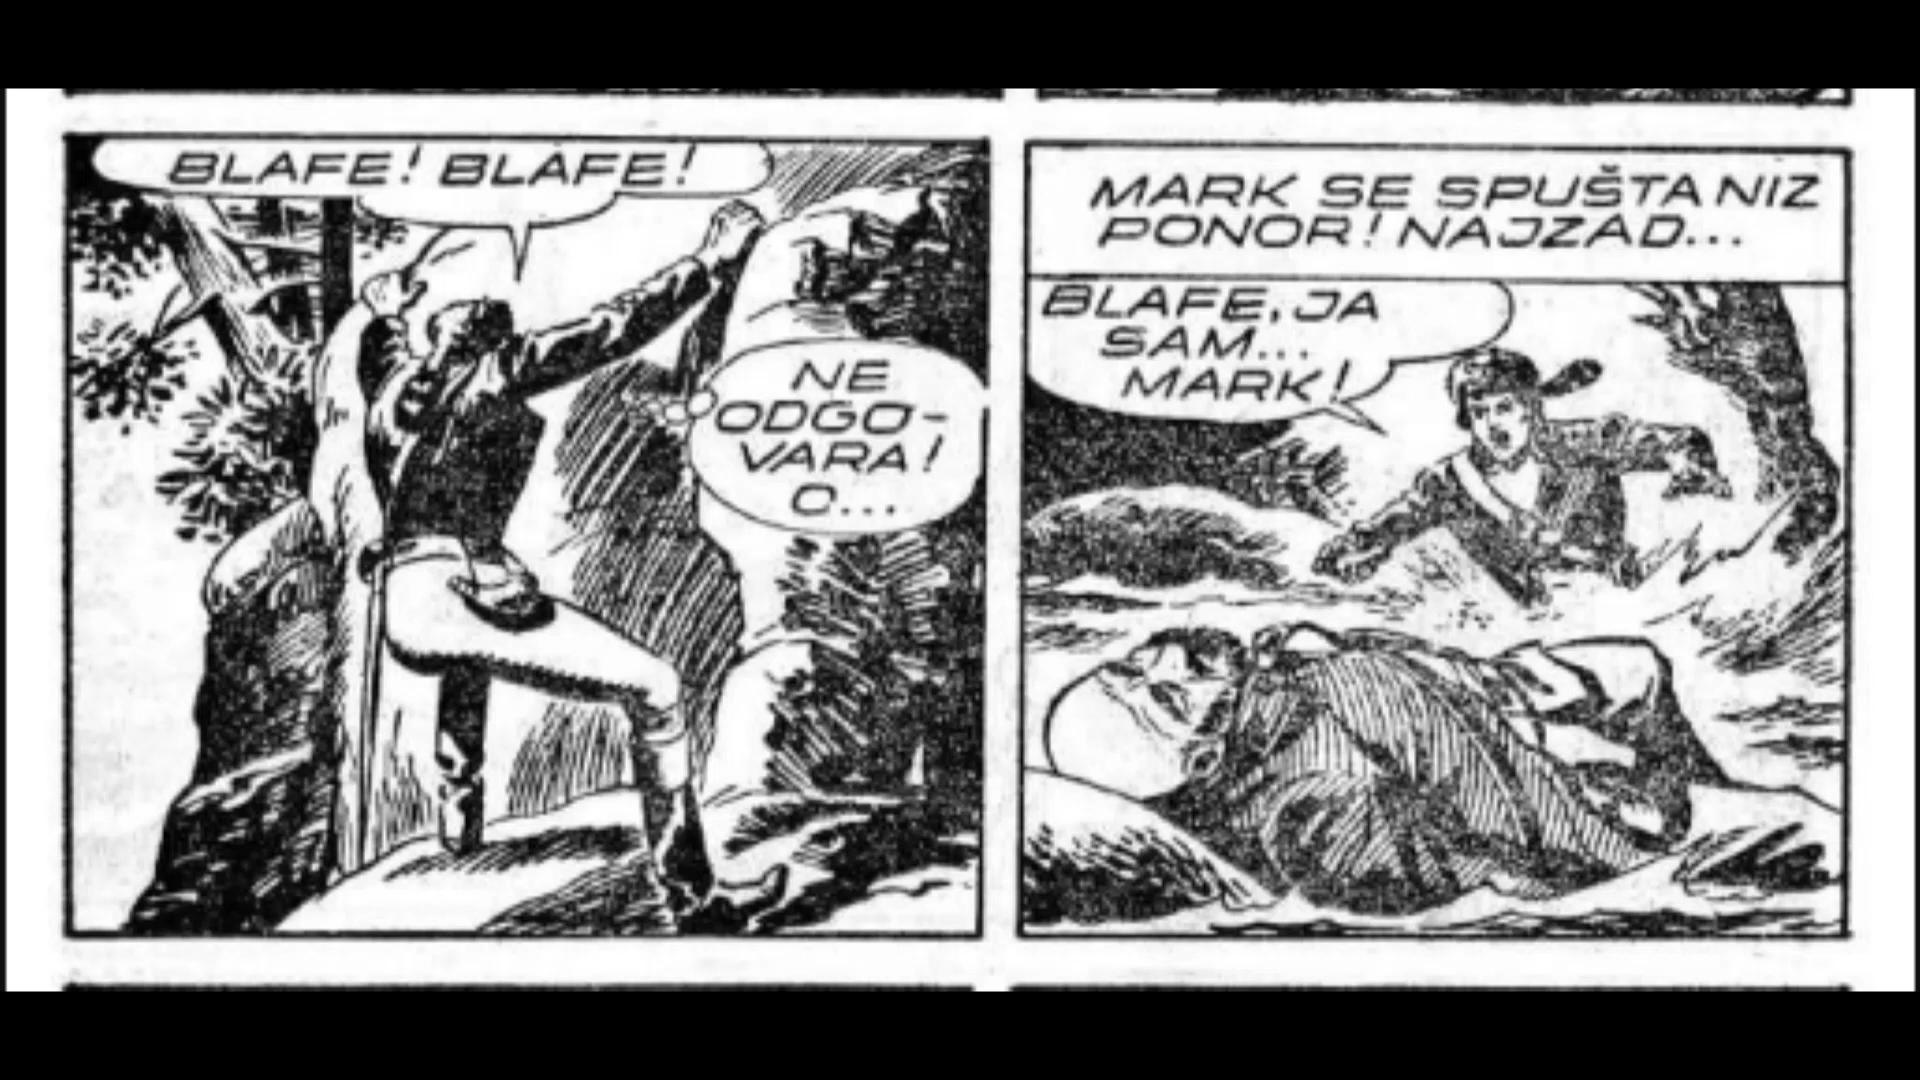 BLAFE! BLAFE!
NE
ODGO-
VARA!
O...
MARK SE SPUŠTA NIZ
PONOR! NAJZAD...
BLAFE, JA
SAM...
MARK!